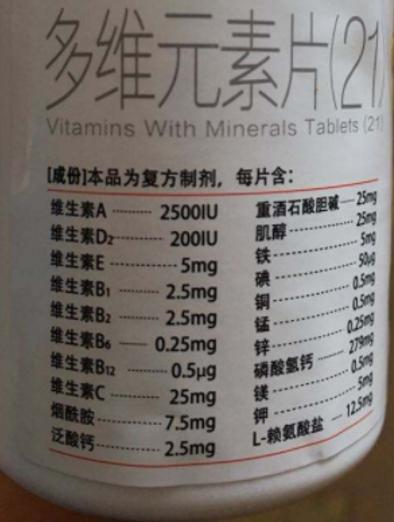 多维元素片(21)
Vitamins With Minerals Tablets (21)
[成份]本品为复方制剂，每片含：
维生素A 2500IU
维生素D2 200IU
维生素E 5mg
维生素B1 2.5mg
维生素B2 2.5mg
维生素B6 0.25mg
维生素B12 0.5μg
维生素C 25mg
烟酰胺 7.5mg
泛酸钙 2.5mg
重酒石酸胆碱 25mg
肌醇 25mg
铁 5mg
碘 50μg
铜 0.5mg
锰 0.5mg
锌 0.25mg
磷酸氢钙 279mg
镁 0.5mg
钾 5mg
L-赖氨酸盐 12.5mg